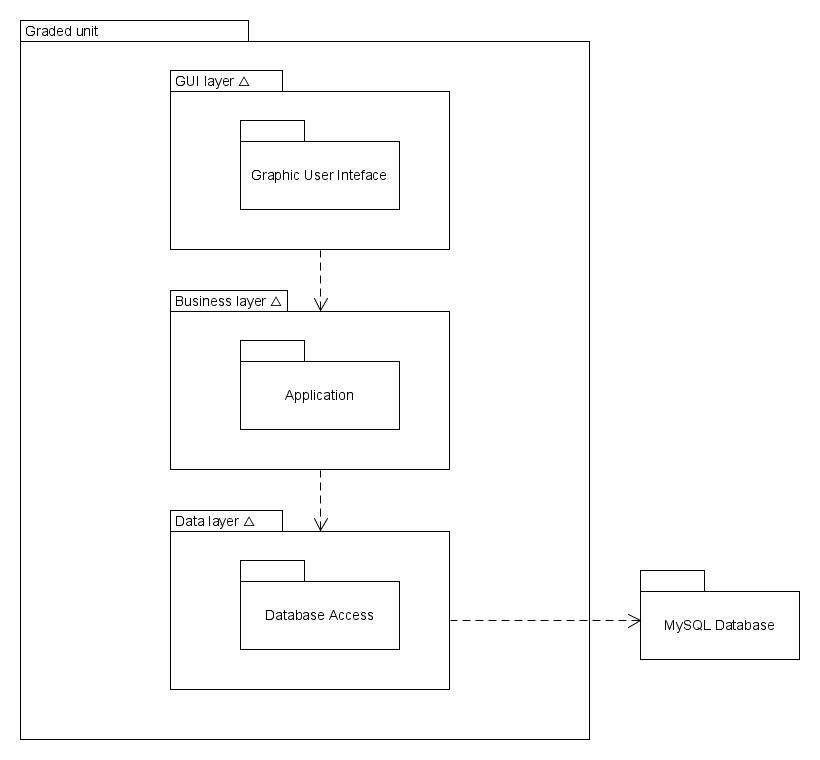 Graded unit
GUI layer △
Graphic User Inteface
Business layer △
Application
Data layer △
Database Access
MySQL Database